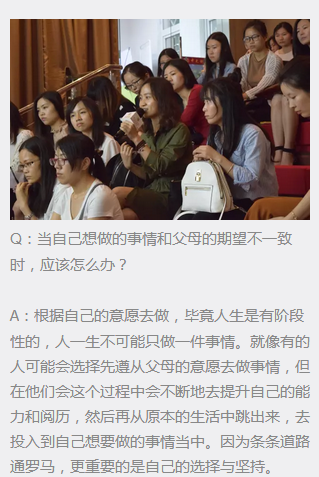 Q：当自己想做的事情和父母的期望不一致
时，应该怎么办？
A：根据自己的意愿去做，毕竟人生是有阶段
性的，人一生不可能只做一件事情。就像有的
人可能会选择先遵从父母的意愿去做事情，但
在他们会这个过程中会不断地去提升自己的能
力和阅历，然后再从原本的生活中跳出来，去
投入到自己想要做的事情当中。因为条条道路
通罗马，更重要的是自己的选择与坚持。